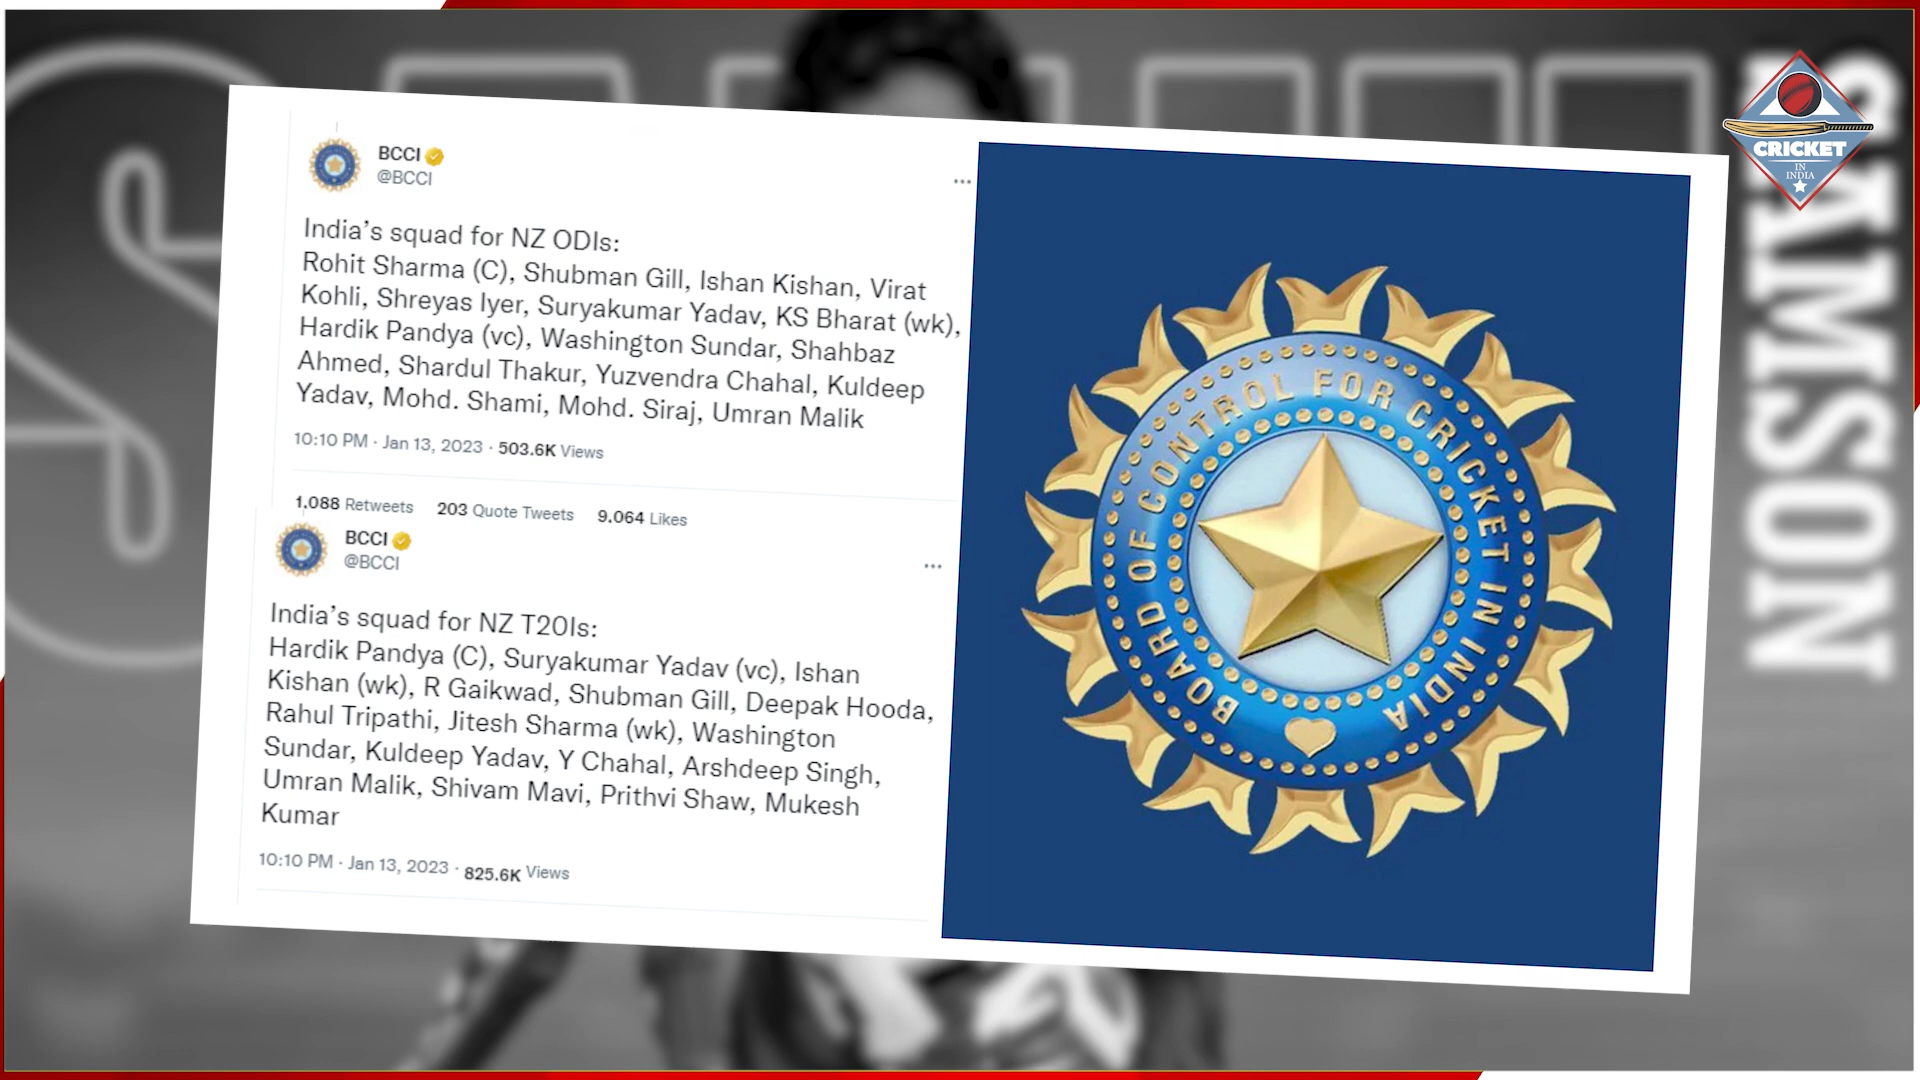 BCCI
@BCCI
...
India's squad for NZ ODIs:
Rohit Sharma (C), Shubman Gill, Ishan Kishan, Virat
Kohli, Shreyas Iyer, Suryakumar Yadav, KS Bharat (wk),
Hardik Pandya (vc), Washington Sundar, Shahbaz
Ahmed, Shardul Thakur, Yuzvendra Chahal, Kuldeep
Yadav, Mohd. Shami, Mohd. Siraj, Umran Malik
10:10 PM · Jan 13, 2023 · 503.6K Views
1,088 Retweets 203 Quote Tweets 9,064 Likes
BCCI
@BCCI
...
India's squad for NZ T20Is:
Hardik Pandya (C), Suryakumar Yadav (vc), Ishan
Kishan (wk), R Gaikwad, Shubman Gill, Deepak Hooda,
Rahul Tripathi, Jitesh Sharma (wk), Washington
Sundar, Kuldeep Yadav, Y Chahal, Arshdeep Singh,
Umran Malik, Shivam Mavi, Prithvi Shaw, Mukesh
Kumar
10:10 PM · Jan 13, 2023 · 825.6K Views
BOARD OF CONTROL FOR CRICKET IN INDIA
CRICKET
IN
INDIA
SAMSON